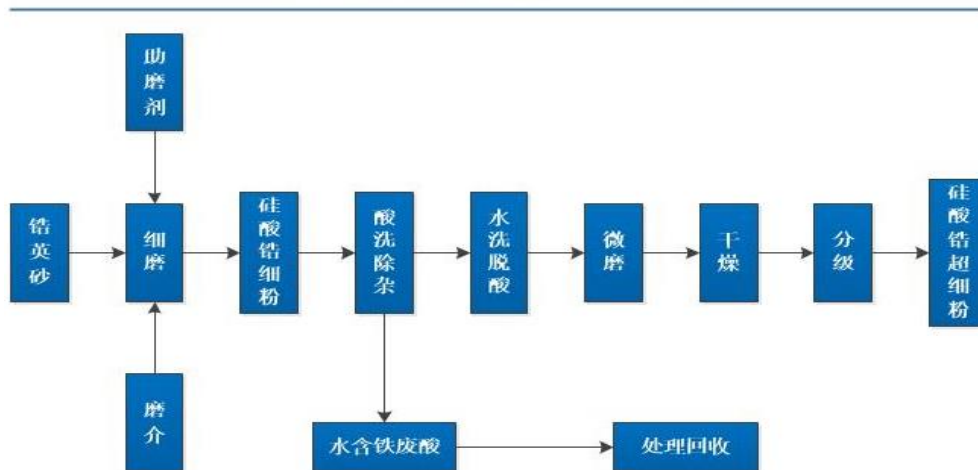 助磨剂
锆英砂
细磨
硅酸锆细粉
酸洗除杂
水洗脱酸
微磨
干燥
分级
硅酸锆超细粉
磨介
水含铁废酸
处理回收